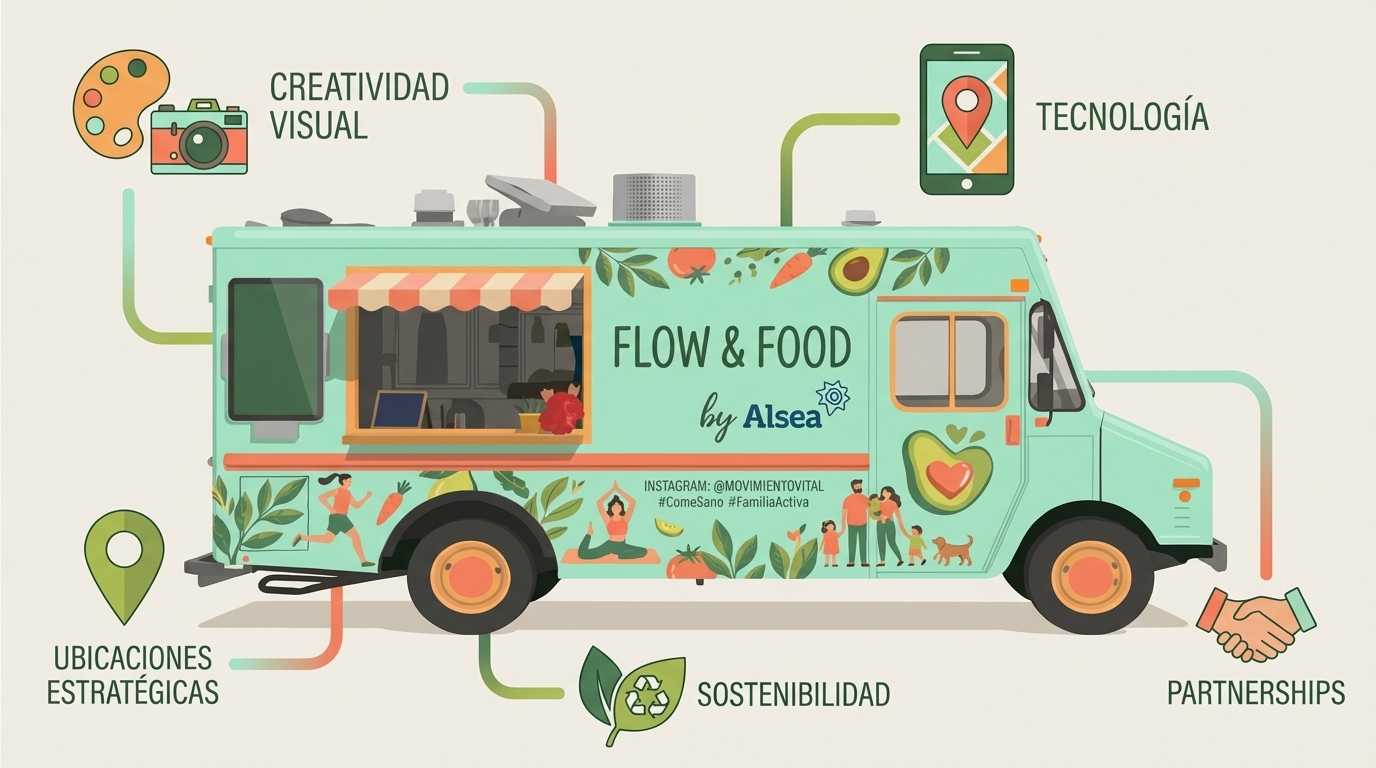 CREATIVIDAD
VISUAL
TECNOLOGÍA
FLOW & FOOD
by Alsea
INSTAGRAM: @MOVIMIENTOVITAL
#ComeSano #FamiliaActiva
UBICACIONES
ESTRATÉGICAS
SOSTENIBILIDAD
PARTNERSHIPS